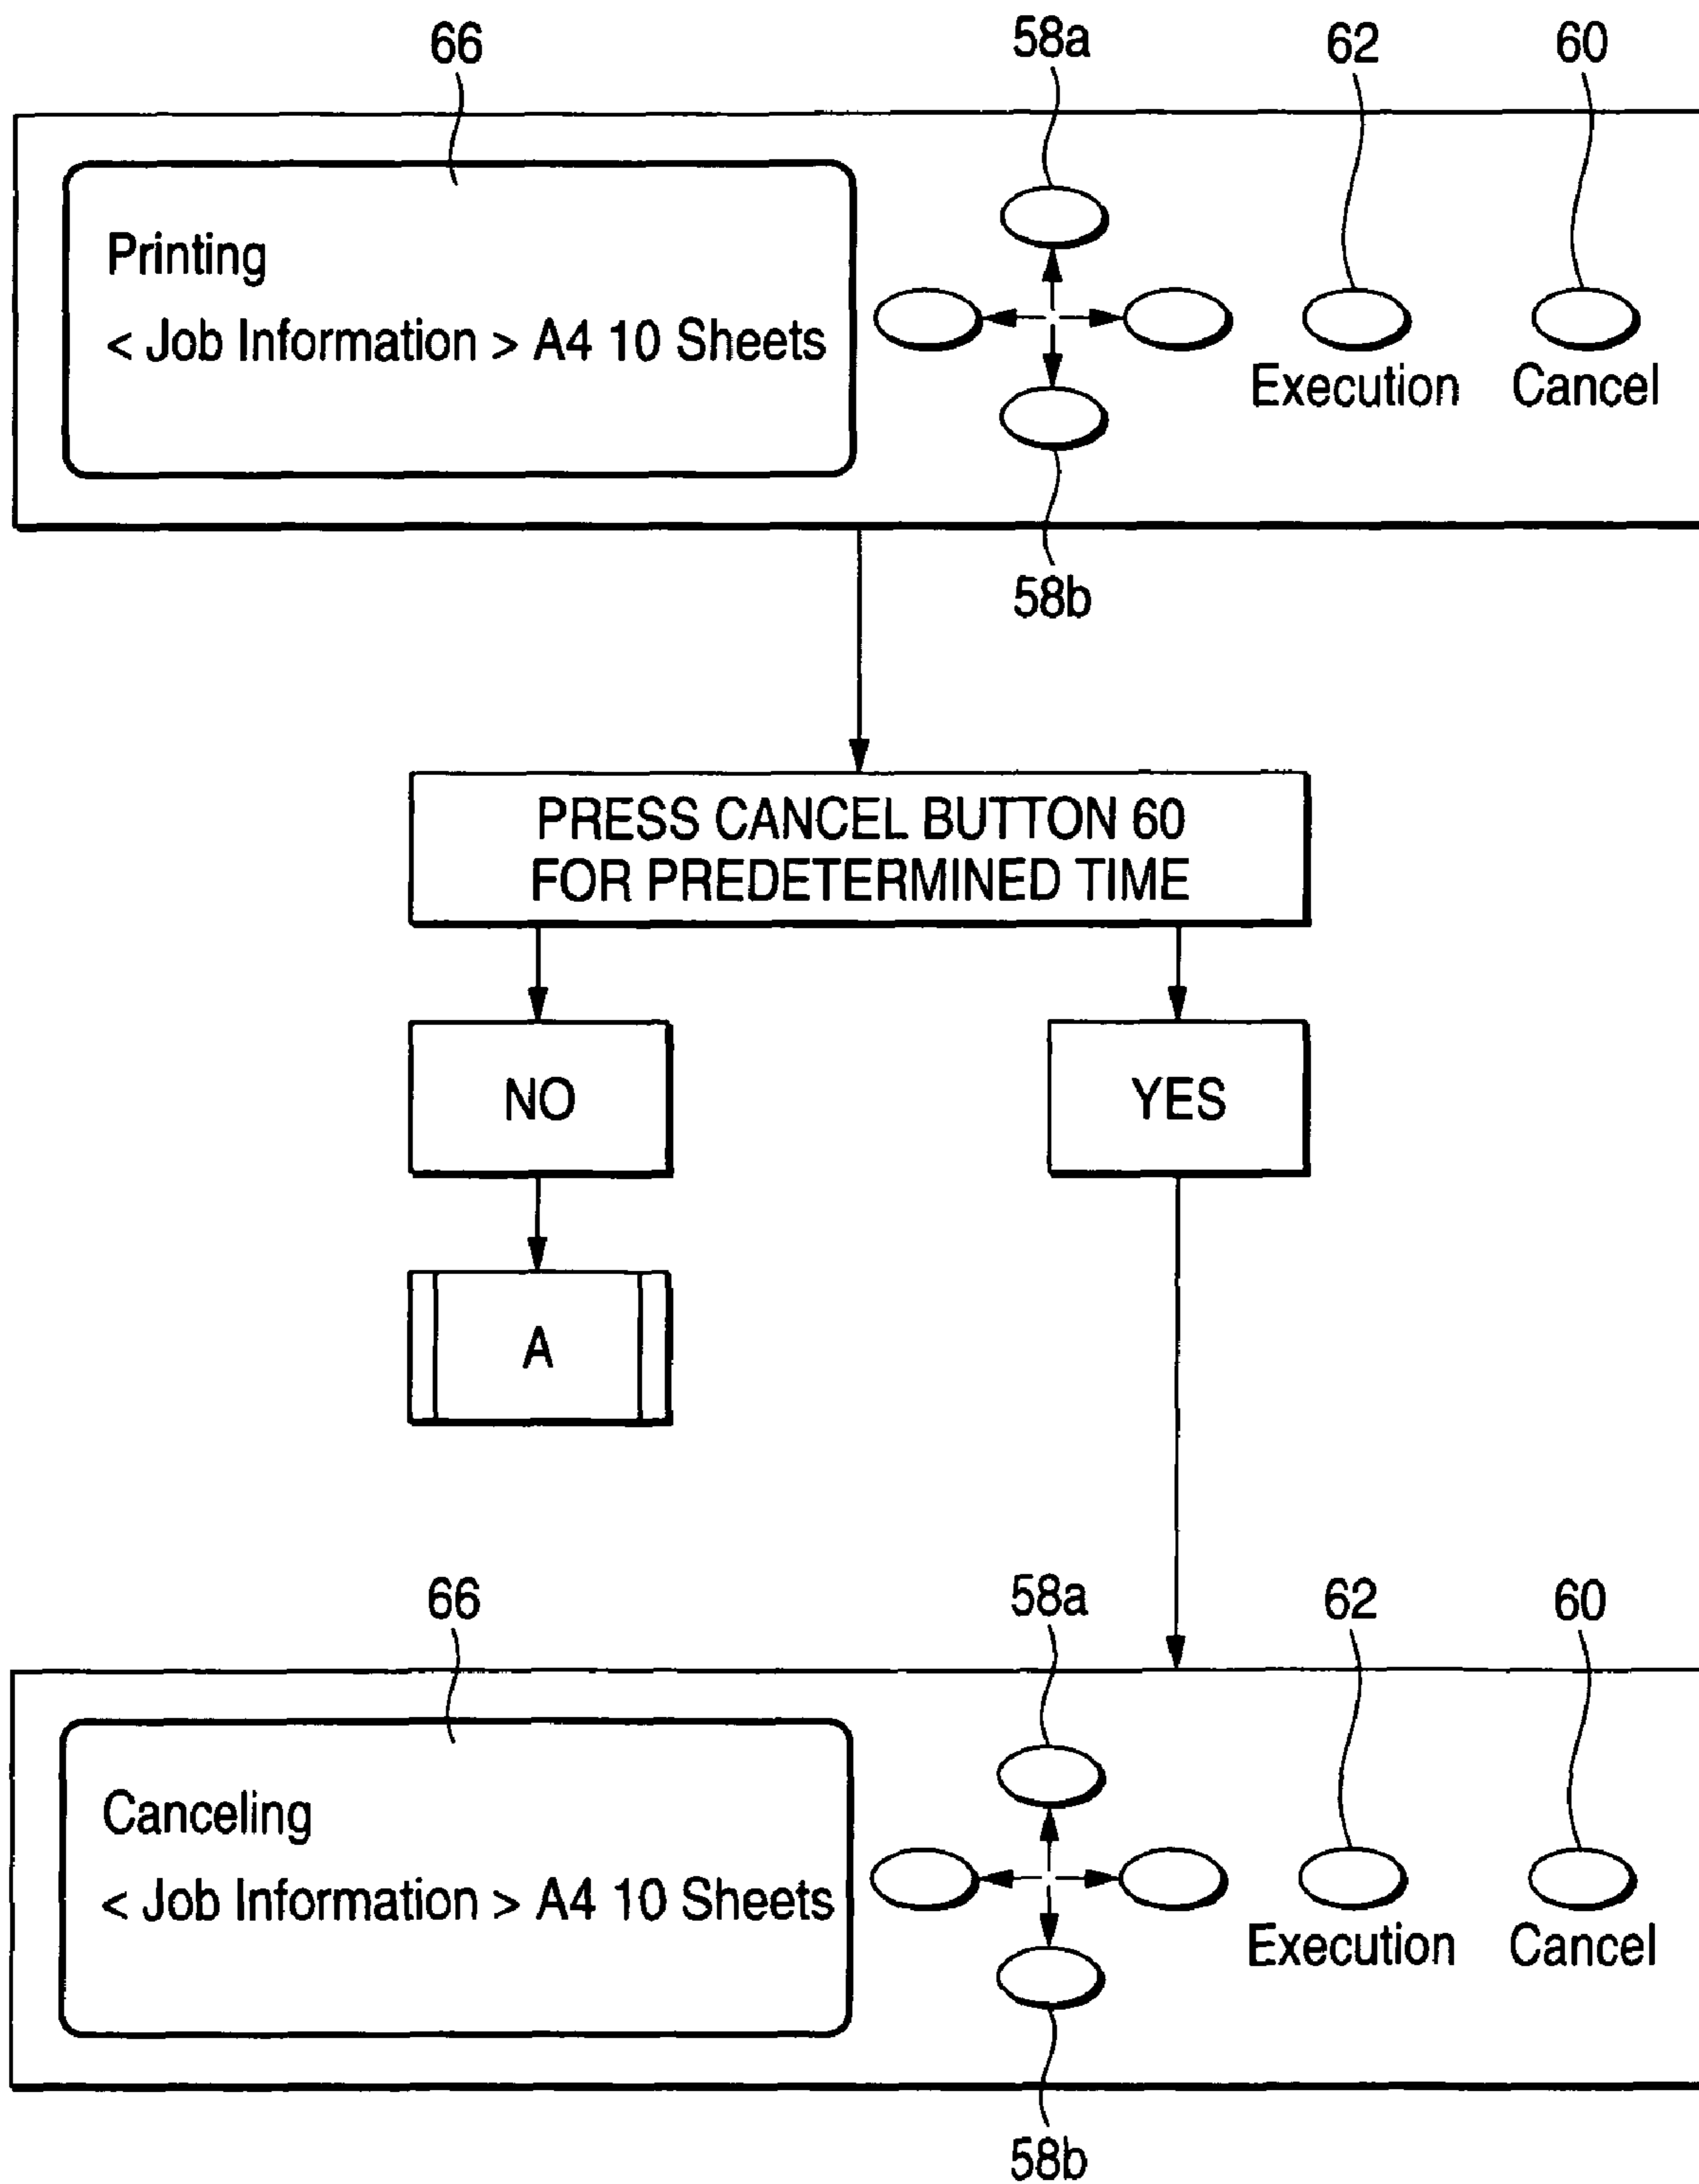 66
58a
62
60
Printing
< Job Information > A4 10 Sheets
Execution
Cancel
58b
PRESS CANCEL BUTTON 60
FOR PREDETERMINED TIME
NO
YES
A
66
58a
62
60
Canceling
< Job Information > A4 10 Sheets
Execution
Cancel
58b